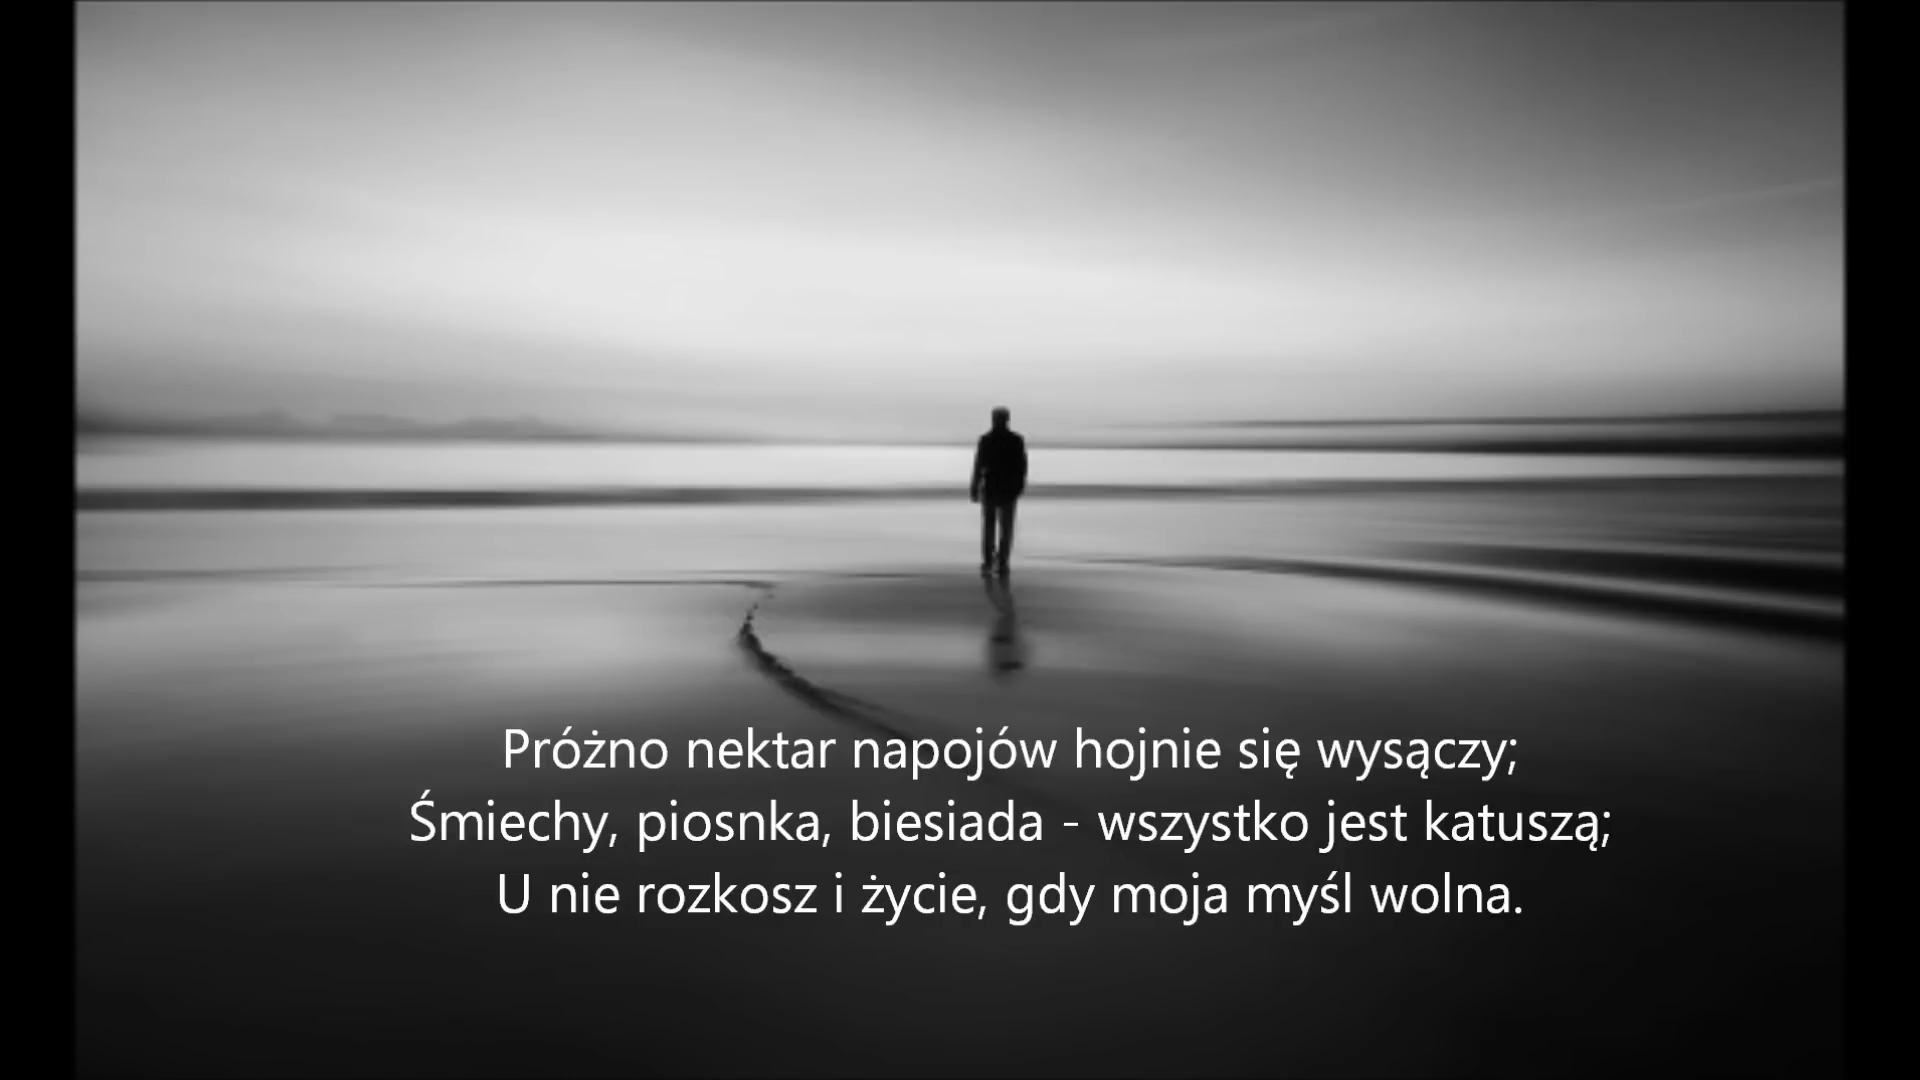 Próżno nektar napojów hojnie się wysączy;
Śmiechy, piosnka, biesiada - wszystko jest katuszą;
U nie rozkosz i życie, gdy moja myśl wolna.